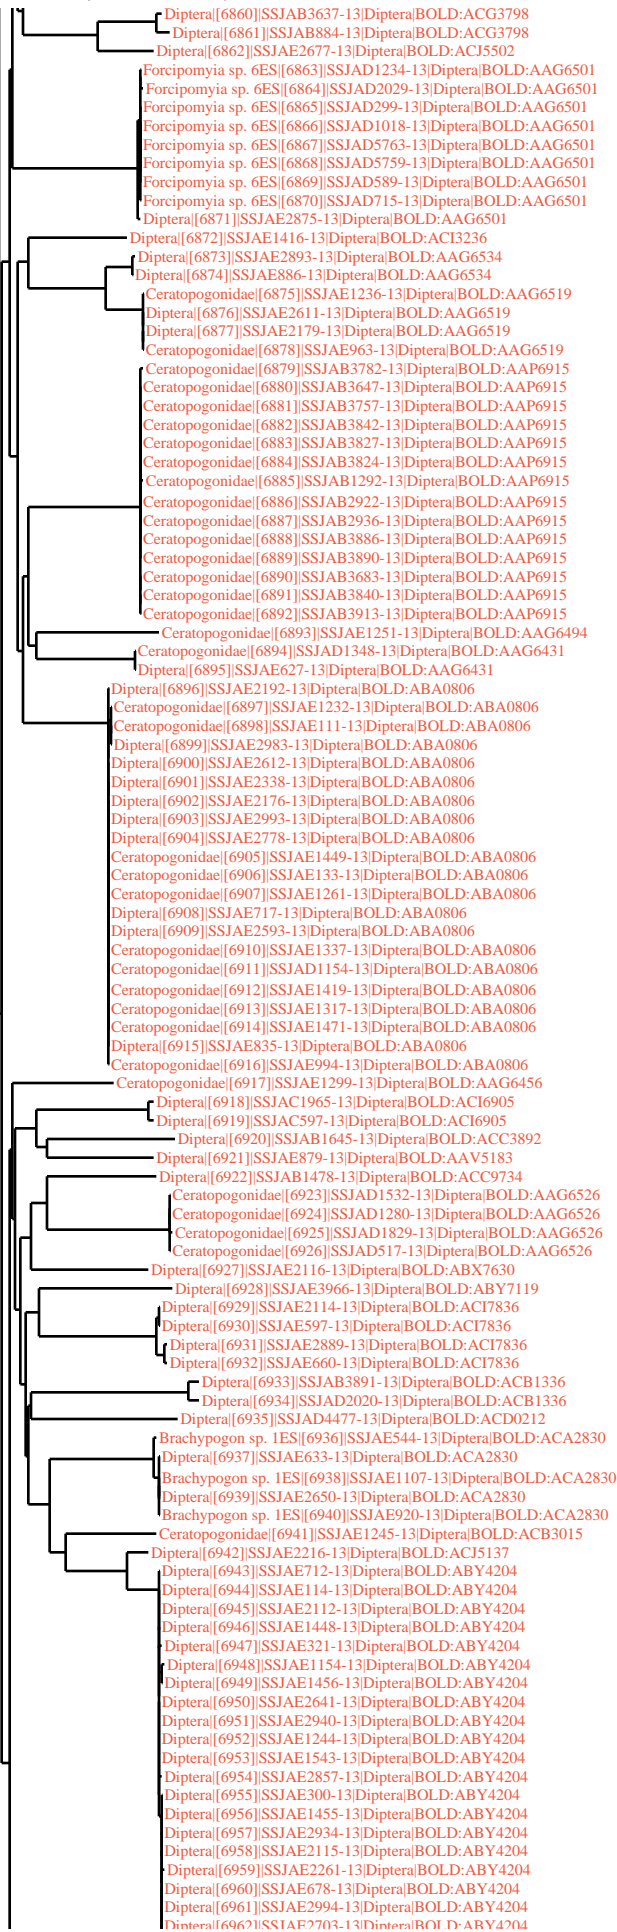 Diptera|[6860]|SSJAB3637-13|Diptera|BOLD:ACG3798
Diptera|[6861]|SSJAB884-13|Diptera|BOLD:ACG3798
Diptera|[6862]|SSJAE2677-13|Diptera|BOLD:ACJ5502
Forcipomyia sp. 6ES|[6863]|SSJAD1234-13|Diptera|BOLD:AAG6501
Forcipomyia sp. 6ES|[6864]|SSJAD2029-13|Diptera|BOLD:AAG6501
Forcipomyia sp. 6ES|[6865]|SSJAD299-13|Diptera|BOLD:AAG6501
Forcipomyia sp. 6ES|[6866]|SSJAD1018-13|Diptera|BOLD:AAG6501
Forcipomyia sp. 6ES|[6867]|SSJAD5763-13|Diptera|BOLD:AAG6501
Forcipomyia sp. 6ES|[6868]|SSJAD5759-13|Diptera|BOLD:AAG6501
Forcipomyia sp. 6ES|[6869]|SSJAD589-13|Diptera|BOLD:AAG6501
Forcipomyia sp. 6ES|[6870]|SSJAD715-13|Diptera|BOLD:AAG6501
Diptera|[6871]|SSJAE2875-13|Diptera|BOLD:AAG6501
Diptera|[6872]|SSJAE1416-13|Diptera|BOLD:ACI3236
Diptera|[6873]|SSJAE2893-13|Diptera|BOLD:AAG6534
Diptera|[6874]|SSJAE886-13|Diptera|BOLD:AAG6534
Ceratopogonidae|[6875]|SSJAE1236-13|Diptera|BOLD:AAG6519
Diptera|[6876]|SSJAE2611-13|Diptera|BOLD:AAG6519
Diptera|[6877]|SSJAE2179-13|Diptera|BOLD:AAG6519
Ceratopogonidae|[6878]|SSJAE963-13|Diptera|BOLD:AAG6519
Ceratopogonidae|[6879]|SSJAB3782-13|Diptera|BOLD:AAP6915
Ceratopogonidae|[6880]|SSJAB3647-13|Diptera|BOLD:AAP6915
Ceratopogonidae|[6881]|SSJAB3757-13|Diptera|BOLD:AAP6915
Ceratopogonidae|[6882]|SSJAB3842-13|Diptera|BOLD:AAP6915
Ceratopogonidae|[6883]|SSJAB3827-13|Diptera|BOLD:AAP6915
Ceratopogonidae|[6884]|SSJAB3824-13|Diptera|BOLD:AAP6915
Ceratopogonidae|[6885]|SSJAB1292-13|Diptera|BOLD:AAP6915
Ceratopogonidae|[6886]|SSJAB2922-13|Diptera|BOLD:AAP6915
Ceratopogonidae|[6887]|SSJAB2936-13|Diptera|BOLD:AAP6915
Ceratopogonidae|[6888]|SSJAB3886-13|Diptera|BOLD:AAP6915
Ceratopogonidae|[6889]|SSJAB3890-13|Diptera|BOLD:AAP6915
Ceratopogonidae|[6890]|SSJAB3683-13|Diptera|BOLD:AAP6915
Ceratopogonidae|[6891]|SSJAB3840-13|Diptera|BOLD:AAP6915
Ceratopogonidae|[6892]|SSJAB3913-13|Diptera|BOLD:AAP6915
Ceratopogonidae|[6893]|SSJAE1251-13|Diptera|BOLD:AAG6494
Ceratopogonidae|[6894]|SSJAD1348-13|Diptera|BOLD:AAG6431
Diptera|[6895]|SSJAE627-13|Diptera|BOLD:AAG6431
Diptera|[6896]|SSJAE2192-13|Diptera|BOLD:ABA0806
Ceratopogonidae|[6897]|SSJAE1232-13|Diptera|BOLD:ABA0806
Ceratopogonidae|[6898]|SSJAE111-13|Diptera|BOLD:ABA0806
Diptera|[6899]|SSJAE2983-13|Diptera|BOLD:ABA0806
Diptera|[6900]|SSJAE2612-13|Diptera|BOLD:ABA0806
Diptera|[6901]|SSJAE2338-13|Diptera|BOLD:ABA0806
Diptera|[6902]|SSJAE2176-13|Diptera|BOLD:ABA0806
Diptera|[6903]|SSJAE2993-13|Diptera|BOLD:ABA0806
Diptera|[6904]|SSJAE2778-13|Diptera|BOLD:ABA0806
Ceratopogonidae|[6905]|SSJAE1449-13|Diptera|BOLD:ABA0806
Ceratopogonidae|[6906]|SSJAE133-13|Diptera|BOLD:ABA0806
Ceratopogonidae|[6907]|SSJAE1261-13|Diptera|BOLD:ABA0806
Diptera|[6908]|SSJAE717-13|Diptera|BOLD:ABA0806
Diptera|[6909]|SSJAE2593-13|Diptera|BOLD:ABA0806
Ceratopogonidae|[6910]|SSJAE1337-13|Diptera|BOLD:ABA0806
Ceratopogonidae|[6911]|SSJAD1154-13|Diptera|BOLD:ABA0806
Ceratopogonidae|[6912]|SSJAE1419-13|Diptera|BOLD:ABA0806
Ceratopogonidae|[6913]|SSJAE1317-13|Diptera|BOLD:ABA0806
Ceratopogonidae|[6914]|SSJAE1471-13|Diptera|BOLD:ABA0806
Diptera|[6915]|SSJAE835-13|Diptera|BOLD:ABA0806
Ceratopogonidae|[6916]|SSJAE994-13|Diptera|BOLD:ABA0806
Ceratopogonidae|[6917]|SSJAE1299-13|Diptera|BOLD:AAG6456
Diptera|[6918]|SSJAC1965-13|Diptera|BOLD:ACI6905
Diptera|[6919]|SSJAC597-13|Diptera|BOLD:ACI6905
Diptera|[6920]|SSJAB1645-13|Diptera|BOLD:ACC3892
Diptera|[6921]|SSJAE879-13|Diptera|BOLD:AAV5183
Diptera|[6922]|SSJAB1478-13|Diptera|BOLD:ACC9734
Ceratopogonidae|[6923]|SSJAD1532-13|Diptera|BOLD:AAG6526
Ceratopogonidae|[6924]|SSJAD1280-13|Diptera|BOLD:AAG6526
Ceratopogonidae|[6925]|SSJAD1829-13|Diptera|BOLD:AAG6526
Ceratopogonidae|[6926]|SSJAD517-13|Diptera|BOLD:AAG6526
Diptera|[6927]|SSJAE2116-13|Diptera|BOLD:ABX7630
Diptera|[6928]|SSJAE3966-13|Diptera|BOLD:ABY7119
Diptera|[6929]|SSJAE2114-13|Diptera|BOLD:ACI7836
Diptera|[6930]|SSJAE597-13|Diptera|BOLD:ACI7836
Diptera|[6931]|SSJAE2889-13|Diptera|BOLD:ACI7836
Diptera|[6932]|SSJAE660-13|Diptera|BOLD:ACI7836
Diptera|[6933]|SSJAB3891-13|Diptera|BOLD:ACB1336
Diptera|[6934]|SSJAD2020-13|Diptera|BOLD:ACB1336
Diptera|[6935]|SSJAD4477-13|Diptera|BOLD:ACD0212
Brachypogon sp. 1ES|[6936]|SSJAE544-13|Diptera|BOLD:ACA2830
Diptera|[6937]|SSJAE633-13|Diptera|BOLD:ACA2830
Brachypogon sp. 1ES|[6938]|SSJAE1107-13|Diptera|BOLD:ACA2830
Diptera|[6939]|SSJAE2650-13|Diptera|BOLD:ACA2830
Brachypogon sp. 1ES|[6940]|SSJAE920-13|Diptera|BOLD:ACA2830
Ceratopogonidae|[6941]|SSJAE1245-13|Diptera|BOLD:ACB3015
Diptera|[6942]|SSJAE2216-13|Diptera|BOLD:ACJ5137
Diptera|[6943]|SSJAE712-13|Diptera|BOLD:ABY4204
Diptera|[6944]|SSJAE114-13|Diptera|BOLD:ABY4204
Diptera|[6945]|SSJAE2112-13|Diptera|BOLD:ABY4204
Diptera|[6946]|SSJAE1448-13|Diptera|BOLD:ABY4204
Diptera|[6947]|SSJAE321-13|Diptera|BOLD:ABY4204
Diptera|[6948]|SSJAE1154-13|Diptera|BOLD:ABY4204
Diptera|[6949]|SSJAE1456-13|Diptera|BOLD:ABY4204
Diptera|[6950]|SSJAE2641-13|Diptera|BOLD:ABY4204
Diptera|[6951]|SSJAE2940-13|Diptera|BOLD:ABY4204
Diptera|[6952]|SSJAE1244-13|Diptera|BOLD:ABY4204
Diptera|[6953]|SSJAE1543-13|Diptera|BOLD:ABY4204
Diptera|[6954]|SSJAE2857-13|Diptera|BOLD:ABY4204
Diptera|[6955]|SSJAE300-13|Diptera|BOLD:ABY4204
Diptera|[6956]|SSJAE1455-13|Diptera|BOLD:ABY4204
Diptera|[6957]|SSJAE2934-13|Diptera|BOLD:ABY4204
Diptera|[6958]|SSJAE2115-13|Diptera|BOLD:ABY4204
Diptera|[6959]|SSJAE2261-13|Diptera|BOLD:ABY4204
Diptera|[6960]|SSJAE678-13|Diptera|BOLD:ABY4204
Diptera|[6961]|SSJAE2994-13|Diptera|BOLD:ABY4204
Diptera|[6962]|SSJAE2703-13|Diptera|BOLD:ABY4204